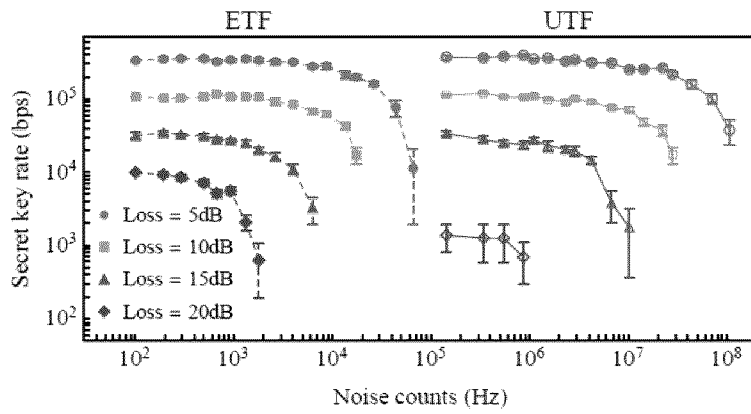 ETF UTF
Secret key rate (bps)
10^5
10^4
10^3
10^2
Loss = 5dB
Loss = 10dB
Loss = 15dB
Loss = 20dB
10^2 10^3 10^4 10^5 10^6 10^7 10^8
Noise counts (Hz)